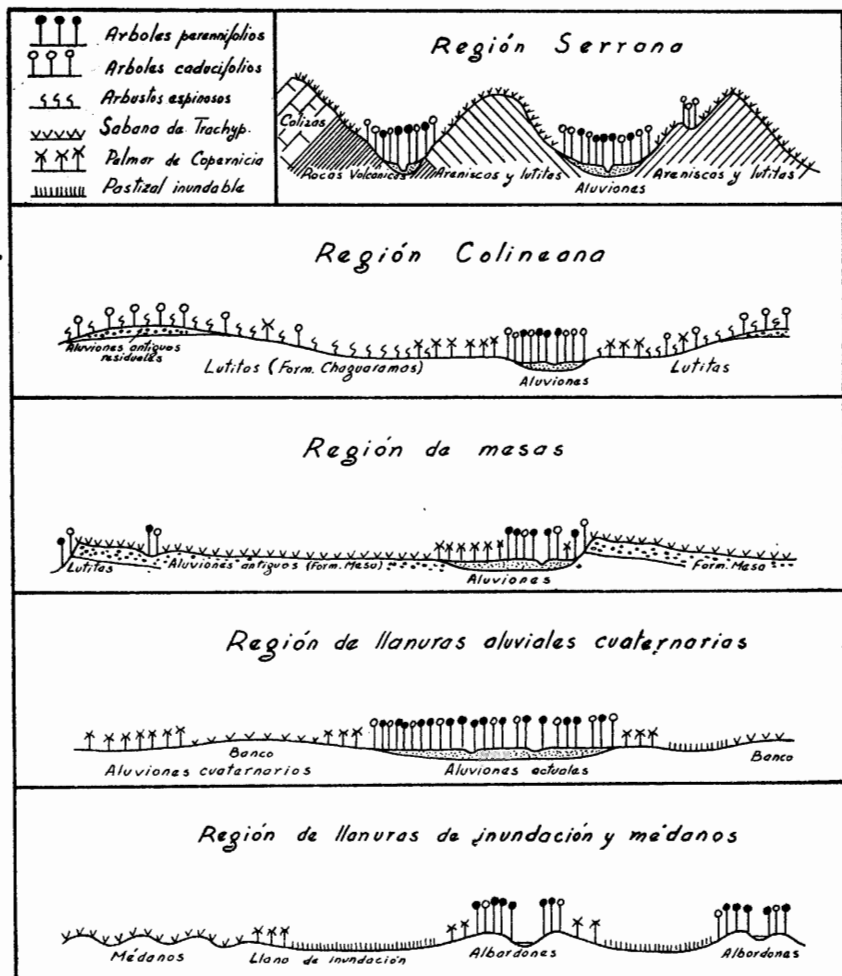 Arboles perennifolios
Arboles caducifolios
Arbustos espinosos
Sabana de Trachyp.
Palmar de Copernicia
Pastizal inundable
Región Serrana
Calizas
Rocas Volcanicas
Areniscas y lutitas
Aluviones
Areniscas y lutitas
Región Colineana
Aluviones antiguos
residuales
Lutitas (Form. Chaguaramas)
Aluviones
Lutitas
Región de mesas
Lutitas
Aluviones antiguos (Form. Mesa)
Aluviones
Form. Mesa
Región de llanuras aluviales cuaternarias
Banco
Aluviones cuaternarios
Aluviones actuales
Banco
Región de llanuras de inundación y médanos
Médanos
Llano de inundación
Albardones
Albardones